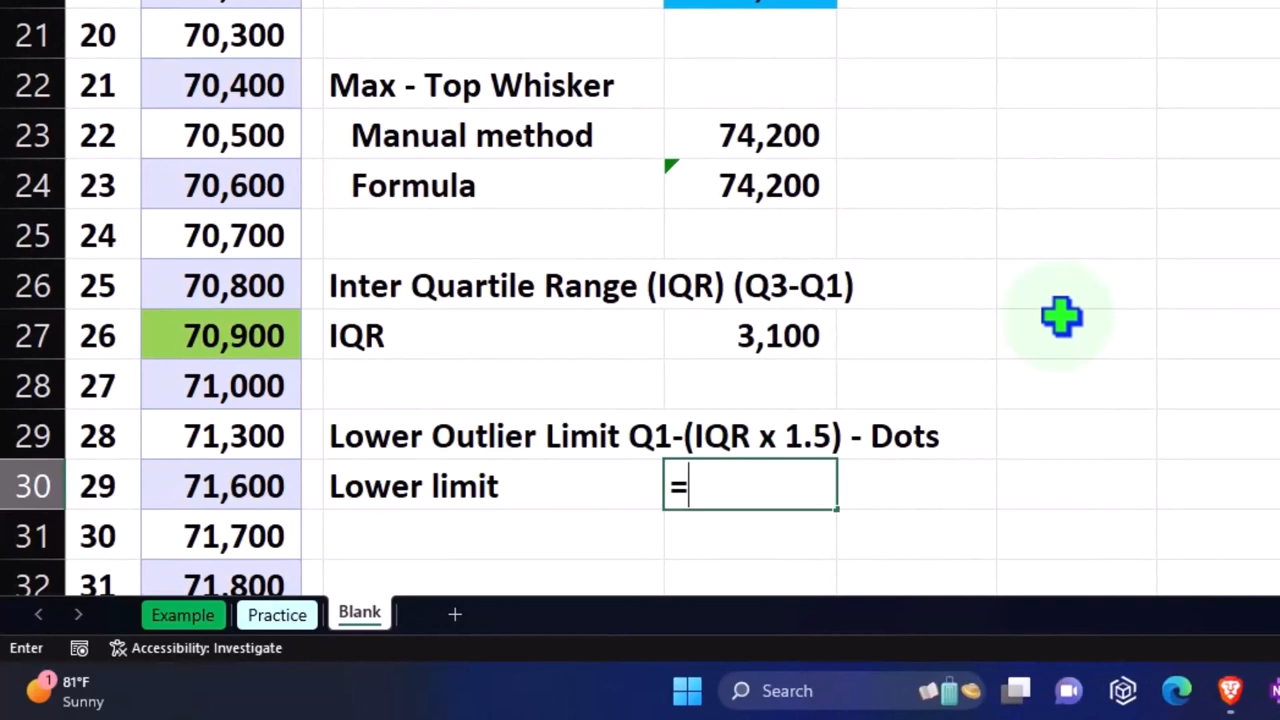 21 20 70,300
22 21 70,400 Max - Top Whisker
23 22 70,500 Manual method 74,200
24 23 70,600 Formula 74,200
25 24 70,700
26 25 70,800 Inter Quartile Range (IQR) (Q3-Q1)
27 26 70,900 IQR 3,100
28 27 71,000
29 28 71,300 Lower Outlier Limit Q1-(IQR x 1.5) - Dots
30 29 71,600 Lower limit =
31 30 71,700
32 31 71,800
Example Practice Blank
Enter Accessibility: Investigate
1 81°F
Sunny
Search